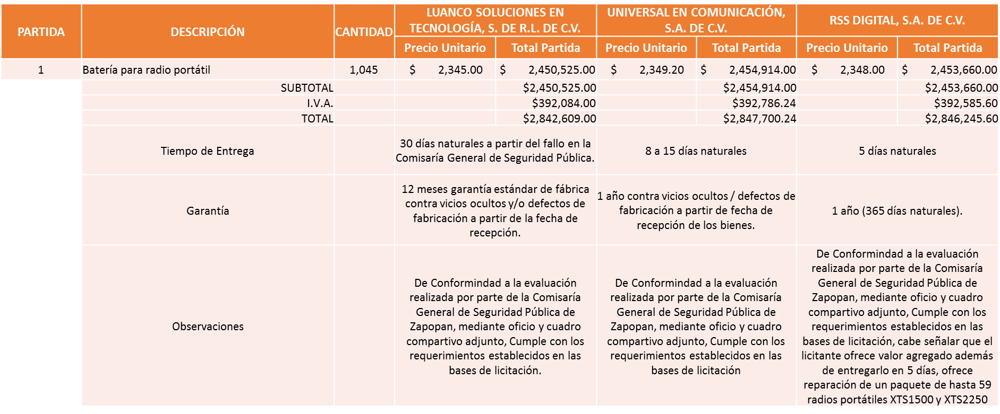 PARTIDA
DESCRIPCIÓN
CANTIDAD
LUANCO SOLUCIONES EN
TECNOLOGÍA, S. DE R.L. DE C.V.
UNIVERSAL EN COMUNICACIÓN,
S.A. DE C.V.
RSS DIGITAL, S.A. DE C.V.
Precio Unitario
Total Partida
Precio Unitario
Total Partida
Precio Unitario
Total Partida
1 Batería para radio portátil 1,045 $ 2,345.00 $ 2,450,525.00 $ 2,349.20 $ 2,454,914.00 $ 2,348.00 $ 2,453,660.00
SUBTOTAL $2,450,525.00 $2,454,914.00 $2,453,660.00
I.V.A. $392,084.00 $392,786.24 $392,585.60
TOTAL $2,842,609.00 $2,847,700.24 $2,846,245.60
Tiempo de Entrega
30 días naturales a partir del fallo en la
Comisaría General de Seguridad Pública.
8 a 15 días naturales
5 días naturales
Garantía
12 meses garantía estándar de fábrica
contra vicios ocultos y/o defectos de
fabricación a partir de la fecha de
recepción.
1 año contra vicios ocultos / defectos de
fabricación a partir de fecha de
recepción de los bienes.
1 año (365 días naturales).
Observaciones
De Conformindad a la evaluación
realizada por parte de la Comisaría
General de Seguridad Pública de
Zapopan, mediante oficio y cuadro
compartivo adjunto, Cumple con los
requerimientos establecidos en las
bases de licitación.
De Conformindad a la evaluación
realizada por parte de la Comisaría
General de Seguridad Pública de
Zapopan, mediante oficio y cuadro
compartivo adjunto, Cumple con los
requerimientos establecidos en las
bases de licitación
De Conformindad a la evaluación
realizada por parte de la Comisaría
General de Seguridad Pública de
Zapopan, mediante oficio y cuadro
compartivo adjunto, Cumple con los
requerimientos establecidos en las
bases de licitación, cabe señalar que el
licitante ofrece valor agregado además
de entregarlo en 5 días, ofrece
reparación de un paquete de hasta 59
radios portátiles XTS1500 y XTS2250